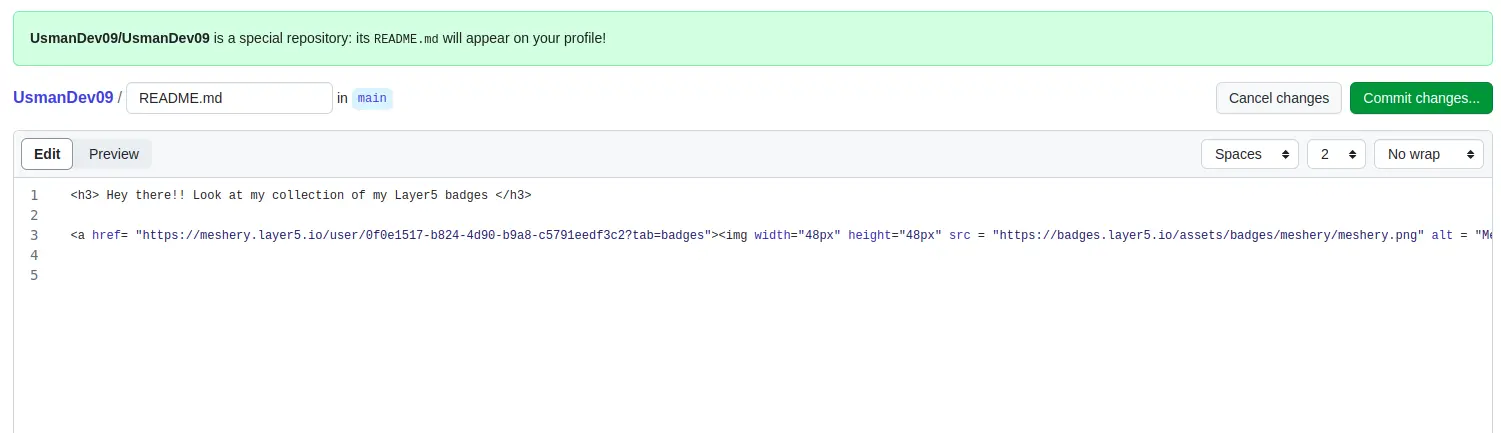 UsmanDev09/UsmanDev09 is a special repository: its README.md will appear on your profile!
UsmanDev09 / README.md in main Cancel changes Commit changes...
Edit Preview Spaces 2 No wrap
1 <h3> Hey there!! Look at my collection of my Layer5 badges </h3>
2
3 <a href= "https://meshery.layer5.io/user/0f0e1517-b824-4d90-b9a8-c5791eedf3c2?tab=badges"><img width="48px" height="48px" src = "https://badges.layer5.io/assets/badges/meshery/meshery.png" alt = "Me
4
5